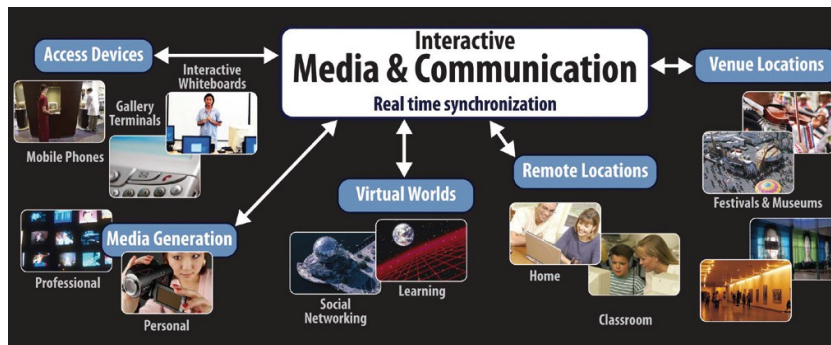 Interactive
Media & Communication
Real time synchronization
Access Devices
Interactive
Whiteboards
Gallery
Terminals
Mobile Phones
Media Generation
Professional
Personal
Virtual Worlds
Social
Networking
Learning
Remote Locations
Home
Classroom
Venue Locations
Festivals & Museums